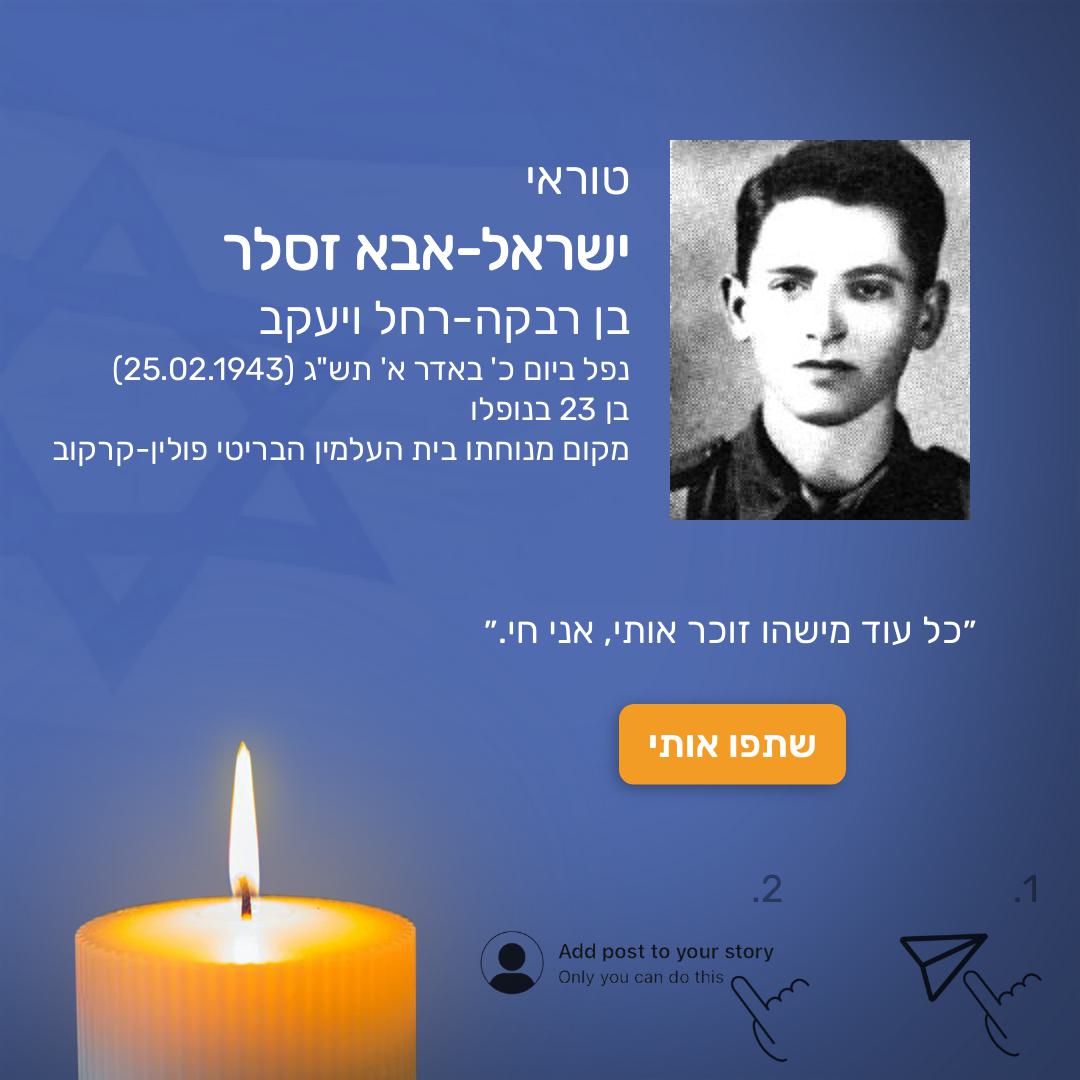 טוראי
ישראל-אבא זסלר
בן רבקה-רחל ויעקב
נפל ביום כ' באדר א' תש"ג (25.02.1943)
בן 23 בנופלו
מקום מנוחתו בית העלמין הבריטי פולין-קרקוב
״כל עוד מישהו זוכר אותי, אני חי.״
שתפו אותי
1.
2.
Add post to your story
Only you can do this